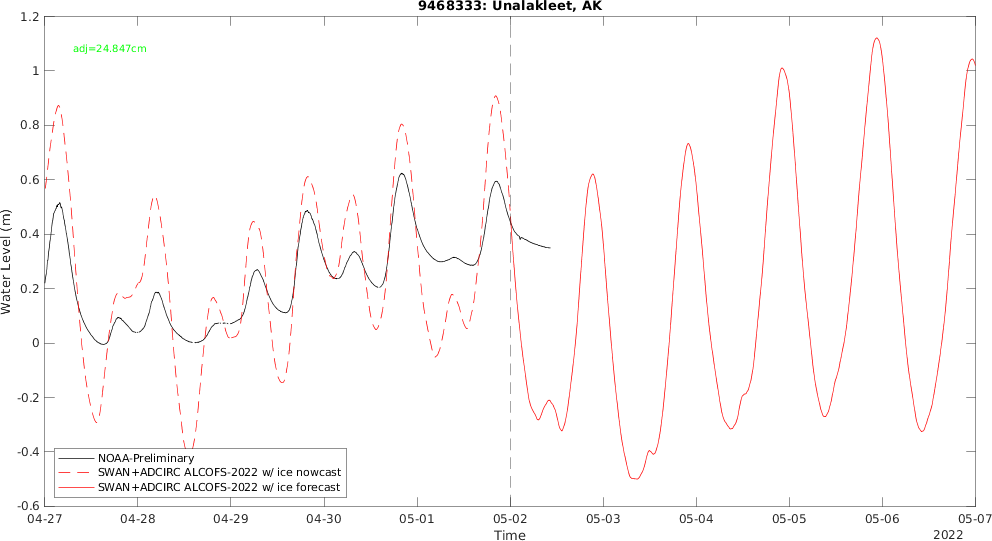 9468333: Unalakleet, AK
adj=24.847cm
1.2
1
0.8
0.6
0.4
0.2
0
-0.2
-0.4
-0.6
Water Level (m)
NOAA-Preliminary
SWAN+ADCIRC ALCOFS-2022 w/ ice nowcast
SWAN+ADCIRC ALCOFS-2022 w/ ice forecast
04-27 04-28 04-29 04-30 05-01 05-02 05-03 05-04 05-05 05-06 05-07
Time
2022